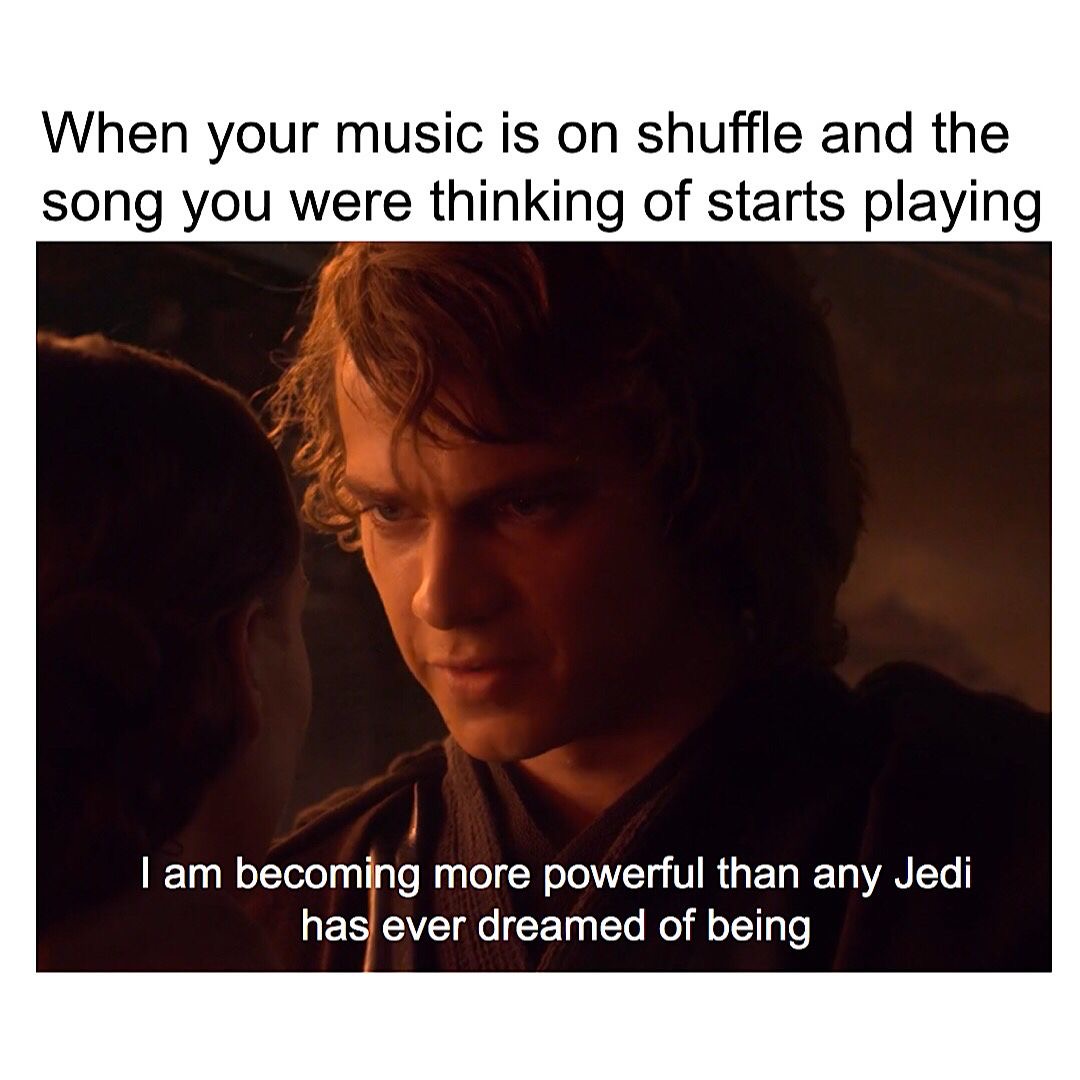 When your music is on shuffle and the
song you were thinking of starts playing
I am becoming more powerful than any Jedi
has ever dreamed of being